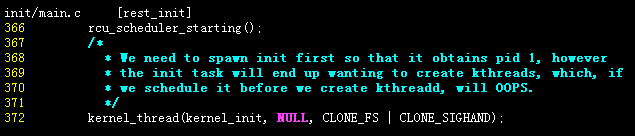 init/main.c     [rest_init]
366         rcu_scheduler_starting();
367         /*
368          * We need to spawn init first so that it obtains pid 1, however
369          * the init task will end up wanting to create kthreads, which, if
370          * we schedule it before we create kthreadd, will OOPS.
371          */
372         kernel_thread(kernel_init, NULL, CLONE_FS | CLONE_SIGHAND);